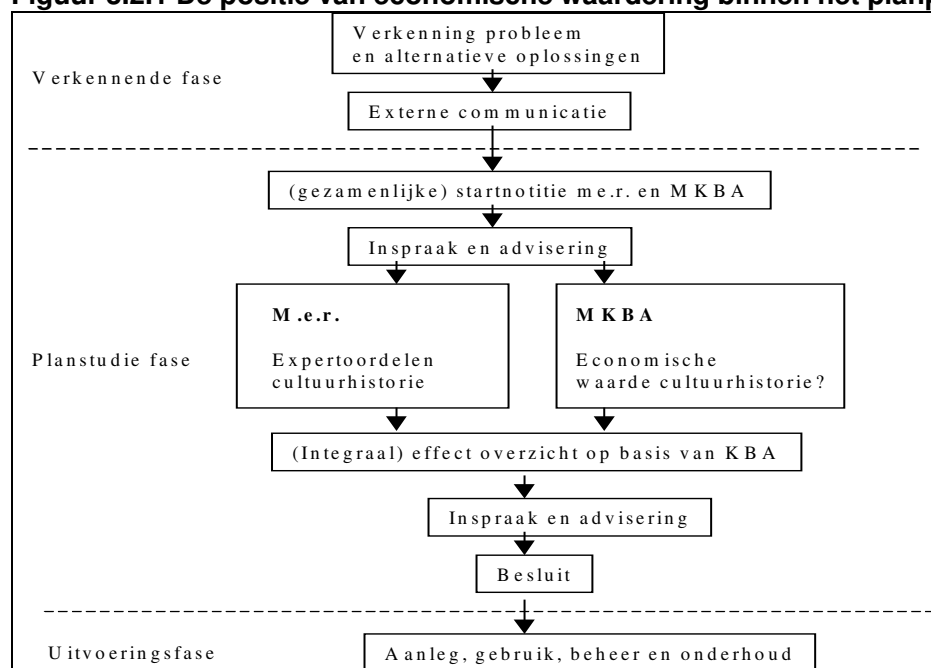 Figuur 3.2.1 De positie van economische waardering binnen het
Verkenning probleem
en alternatieve oplossingen
Verkennende fase
Externe communicatie
(gezamenlijke) startnotitie m.e.r. en MKBA
Inspraak en advisering
M.e.r.
Expertoordelen
cultuurhistorie
MKBA
Economische
waarde cultuurhistorie?
Planstudie fase
(Integraal) effect overzicht op basis van KBA
Inspraak en advisering
Besluit
Uitvoeringsfase
Aanleg, gebruik, beheer en onderhoud